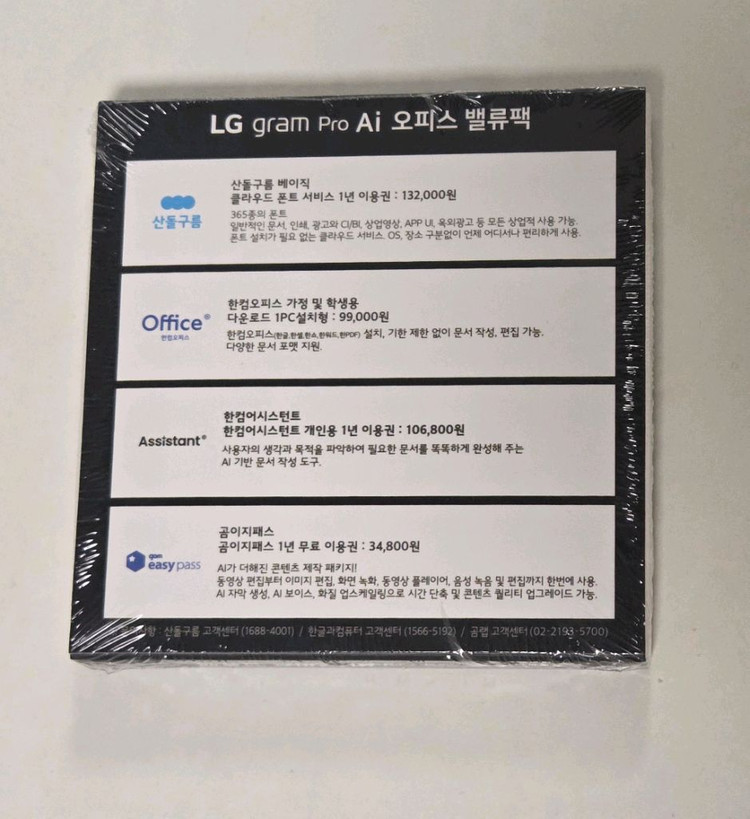 LG gram Pro Ai 오피스 밸류팩
산돌구름
산돌구름 베이직
클라우드 폰트 서비스 1년 이용권 : 132,000원
365종의 폰트
일반적인 문서, 인쇄, 광고와 CI/BI, 상업영상, APP UI, 옥외광고 등 모든 상업적 사용 가능.
폰트 설치가 필요 없는 클라우드 서비스. OS, 장소 구분없이 언제 어디서나 편리하게 사용.
Office®
한컴오피스
한컴오피스 가정 및 학생용
다운로드 1PC설치형 : 99,000원
한컴오피스(한글,한셀,한쇼,한워드,한PDF) 설치, 기한 제한 없이 문서 작성, 편집 가능.
다양한 문서 포맷 지원.
Assistant®
한컴어시스턴트
한컴어시스턴트 개인용 1년 이용권 : 106,800원
사용자의 생각과 목적을 파악하여 필요한 문서를 똑똑하게 완성해 주는
AI 기반 문서 작성 도구.
gom
easy pass
곰이지패스
곰이지패스 1년 무료 이용권 : 34,800원
AI가 더해진 콘텐츠 제작 패키지!
동영상 편집부터 이미지 편집, 화면 녹화, 동영상 플레이어, 음성 녹음 및 편집까지 한번에 사용.
AI 자막 생성, AI 보이스, 화질 업스케일링으로 시간 단축 및 콘텐츠 퀄리티 업그레이드 가능.
산돌구름 고객센터 (1688-4001) / 한글과컴퓨터 고객센터 (1566-5192) / 곰랩 고객센터 (02-2193-5700)